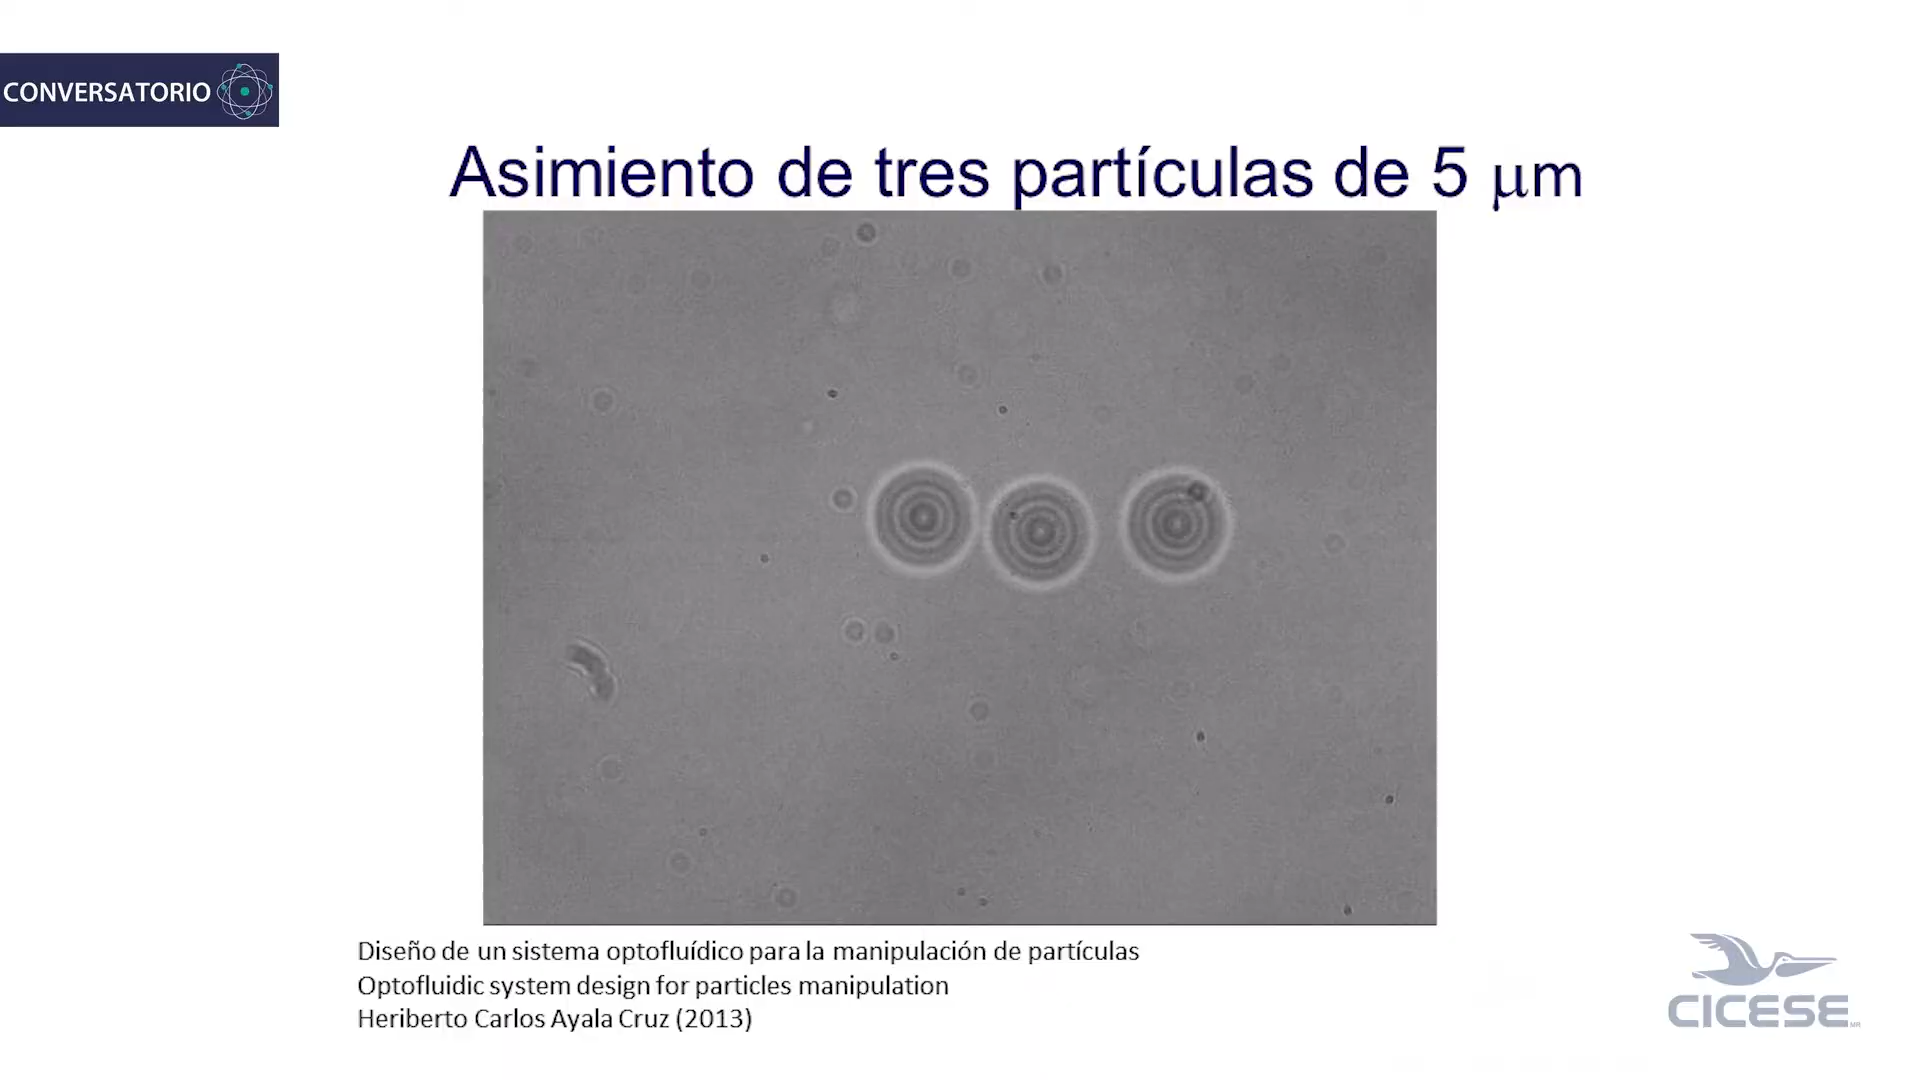 CONVERSATORIO
Asimiento de tres partículas de 5 μm
Diseño de un sistema optofluídico para la manipulación de partículas
Optofluidic system design for particles manipulation
Heriberto Carlos Ayala Cruz (2013)
CICESE